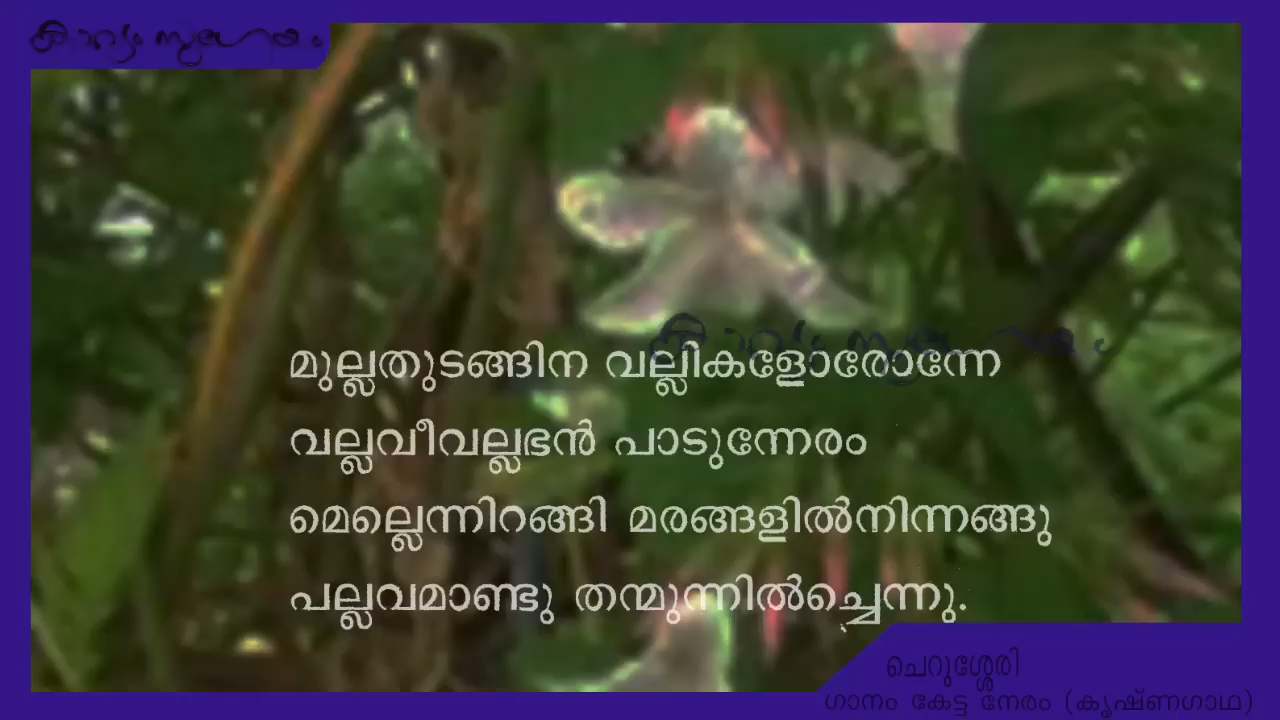 കാവ്യം സുഗേയം
മുല്ലതുടങ്ങിന വല്ലികളോരോന്നേ
വല്ലവീവല്ലഭൻ പാടുന്നേരം
മെല്ലെന്നിറങ്ങി മരങ്ങളിൽനിന്നങ്ങു
പല്ലവമാണ്ടു തന്മുന്നിൽച്ചെന്നു.
ചെറുശ്ശേരി
ഗാനം കേട്ട നേരം (കൃഷ്ണഗാഥ)